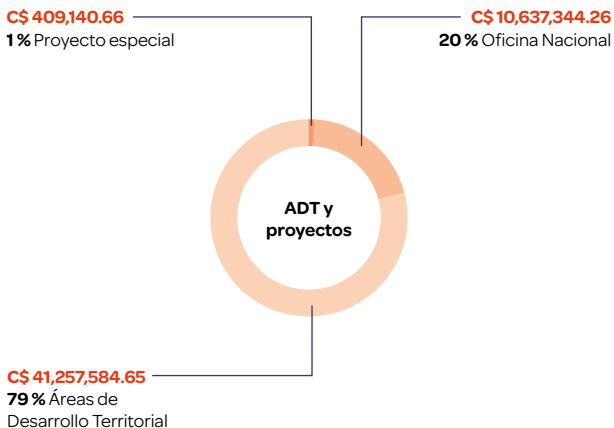 C$ 409,140.66
1 % Proyecto especial
C$ 10,637,344.26
20 % Oficina Nacional
ADT y
proyectos
C$ 41,257,584.65
79 % Áreas de
Desarrollo Territorial